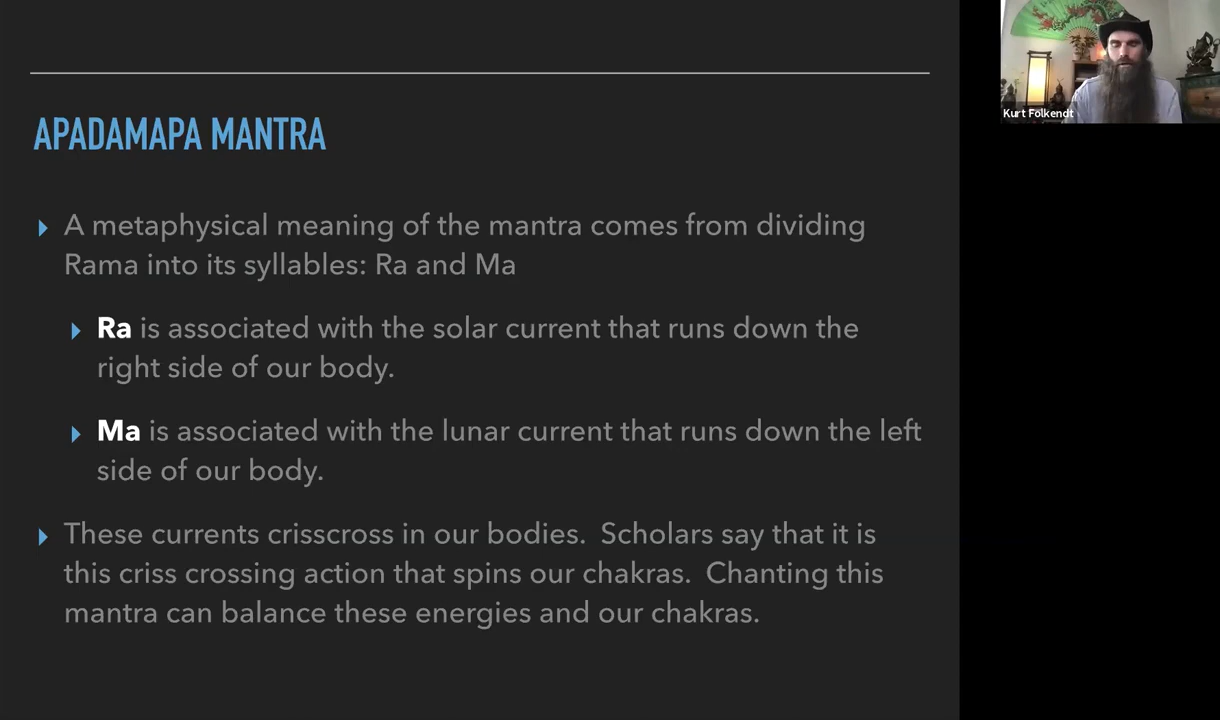 APADAMAPA MANTRA
A metaphysical meaning of the mantra comes from dividing
Rama into its syllables: Ra and Ma
Ra is associated with the solar current that runs down the
right side of our body.
Ma is associated with the lunar current that runs down the left
side of our body.
These currents crisscross in our bodies.  Scholars say that it is
this criss crossing action that spins our chakras.  Chanting this
mantra can balance these energies and our chakras.
Kurt Folkendt